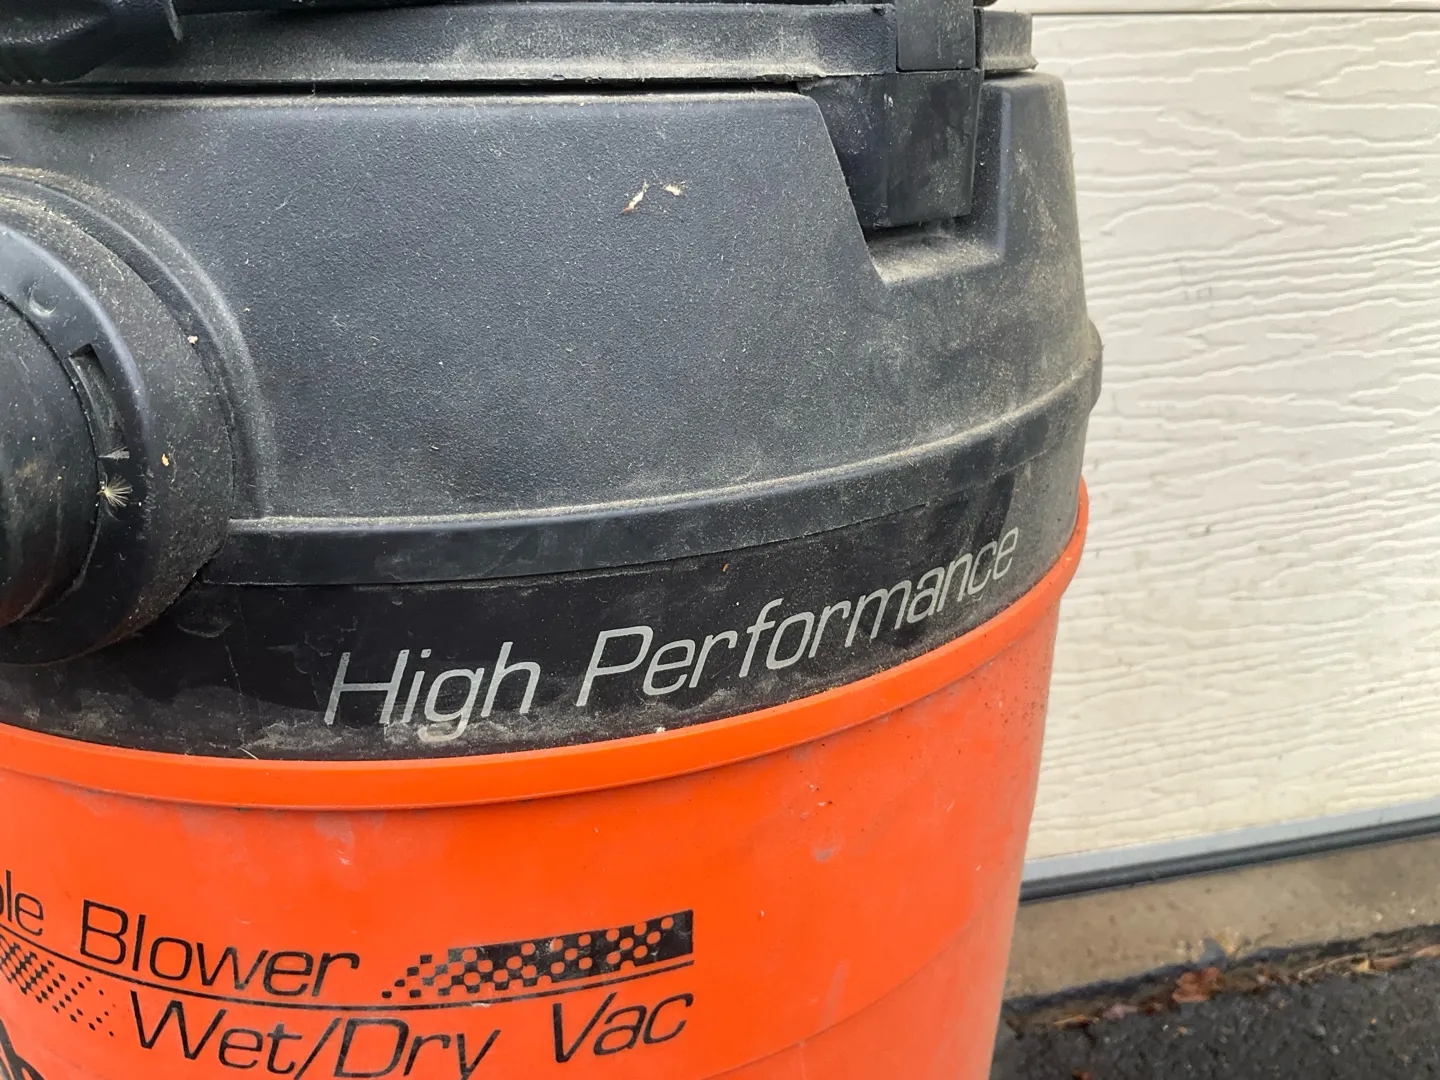 High Performance
Blower
Wet/Dry Vac